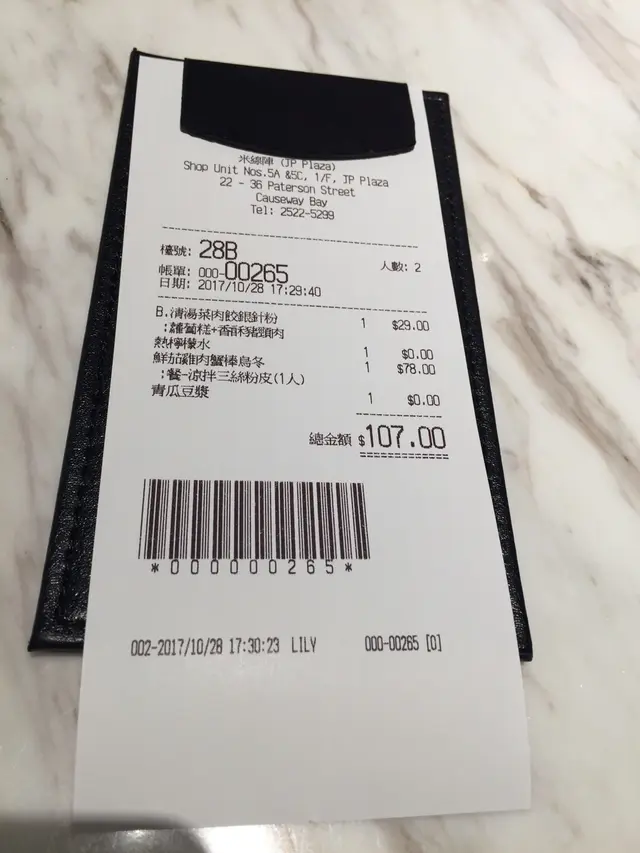 米線陣 (JP Plaza)
Shop Unit Nos.5A &5C, 1/F, JP Plaza
22 - 36 Paterson Street
Causeway Bay
Tel: 2522-5299
檯號: 28B 人數: 2
帳單: 000-00265
日期: 2017/10/28 17:29:40
B.清湯菜肉餃銀針粉 1 $29.00
:蘿蔔糕+香酥豬頸肉
熱檸檬水 1 $0.00
鮮茄雞肉蟹棒烏冬 1 $78.00
:餐-涼拌三絲粉皮(1人)
青瓜豆漿 1 $0.00
總金額 $107.00
*000000265*
002-2017/10/28 17:30:23 LILY 000-00265 [0]